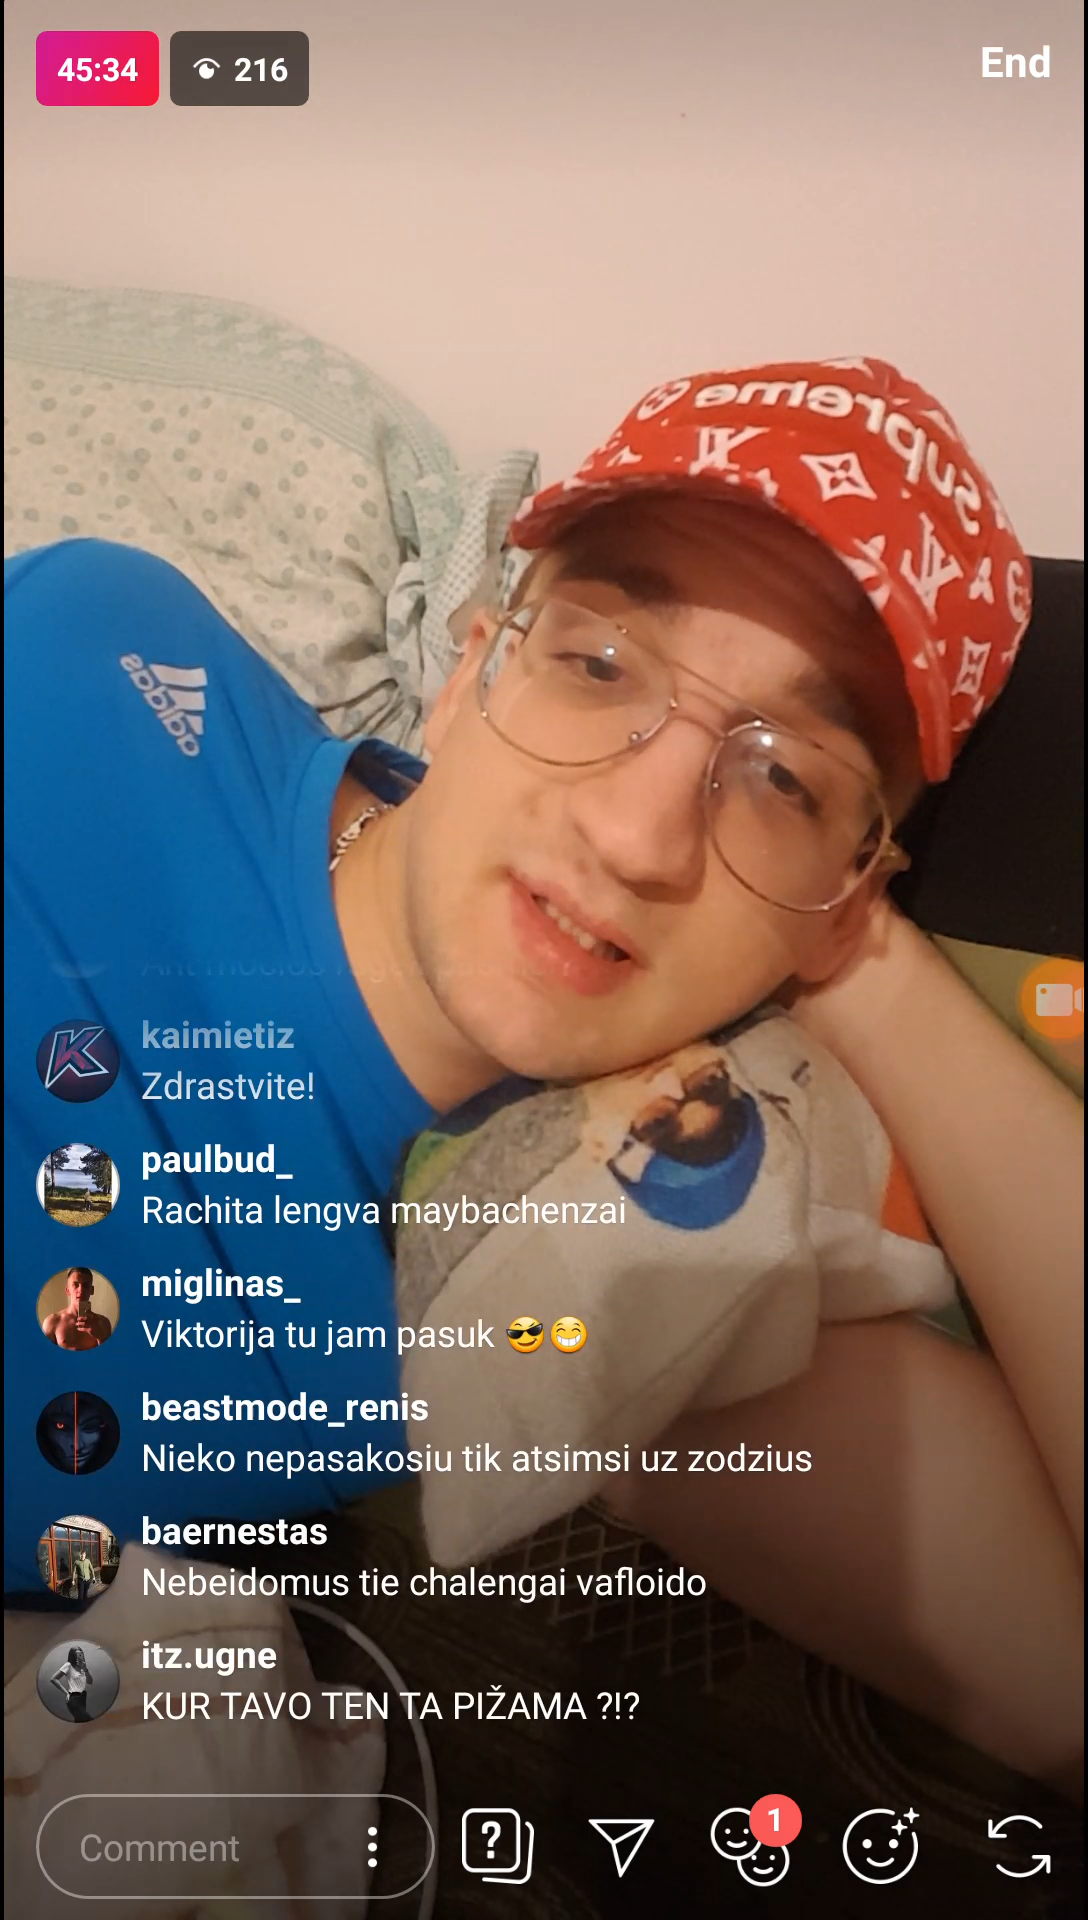 45:34
216
End
Supreme
adidas
kaimietiz
Zdrastvite!
paulbud_
Rachita lengva maybachenzai
miglinas_
Viktorija tu jam pasuk 😎😁
beastmode_renis
Nieko nepasakosiu tik atsimsi uz zodzius
baernestas
Nebeidomus tie chalengai vafloido
itz.ugne
KUR TAVO TEN TA PIŽAMA ?!?
Comment
1